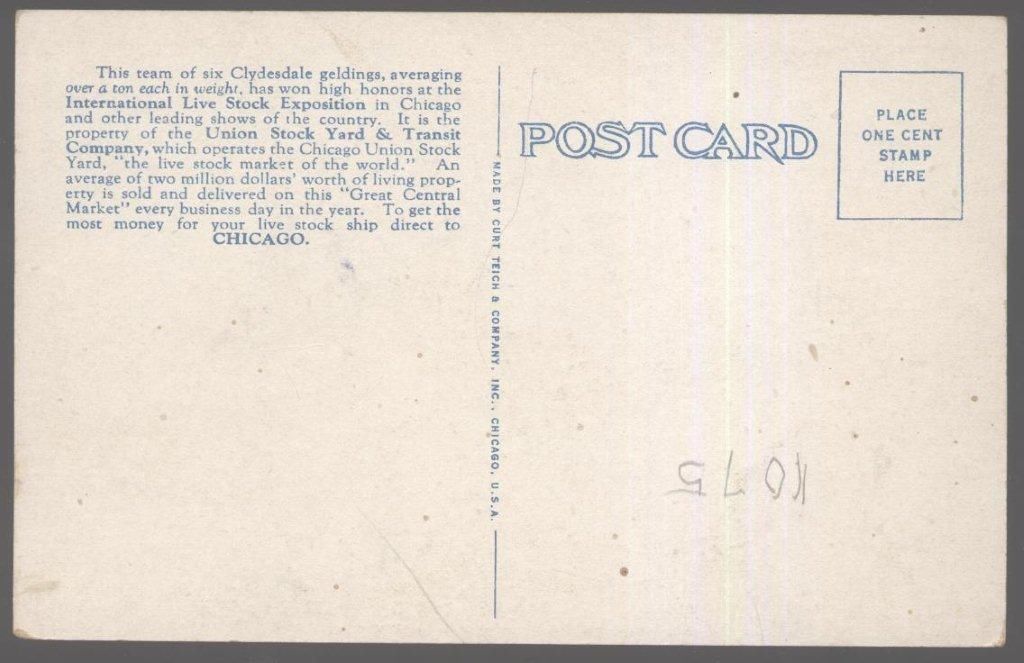 This team of six Clydesdale geldings, averaging
over a ton each in weight, has won high honors at the
International Live Stock Exposition in Chicago
and other leading shows of the country. It is the
property of the Union Stock Yard & Transit
Company, which operates the Chicago Union Stock
Yard, "the live stock market of the world." An
average of two million dollars' worth of living prop-
erty is sold and delivered on this "Great Central
Market" every business day in the year. To get the
most money for your live stock ship direct to
CHICAGO.
MADE BY CURT TEICH & COMPANY, INC., CHICAGO, U.S.A.
POST CARD
PLACE
ONE CENT
STAMP
HERE